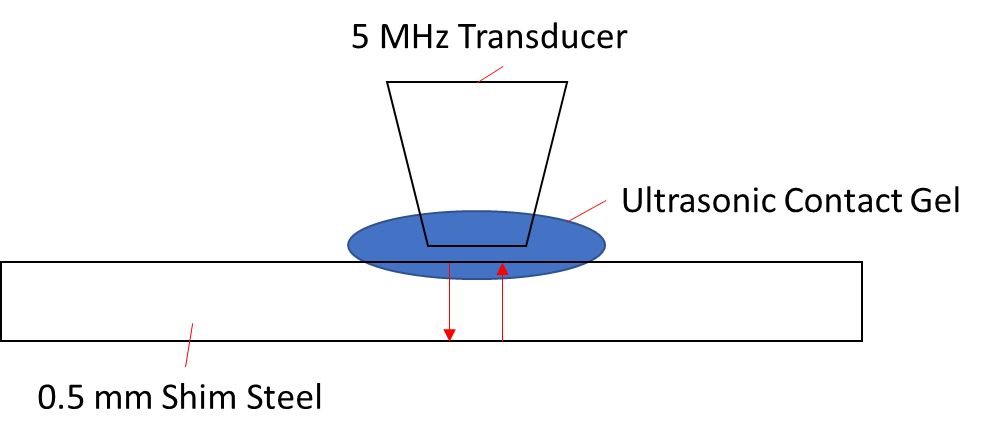 5 MHz Transducer
Ultrasonic Contact Gel
0.5 mm Shim Steel